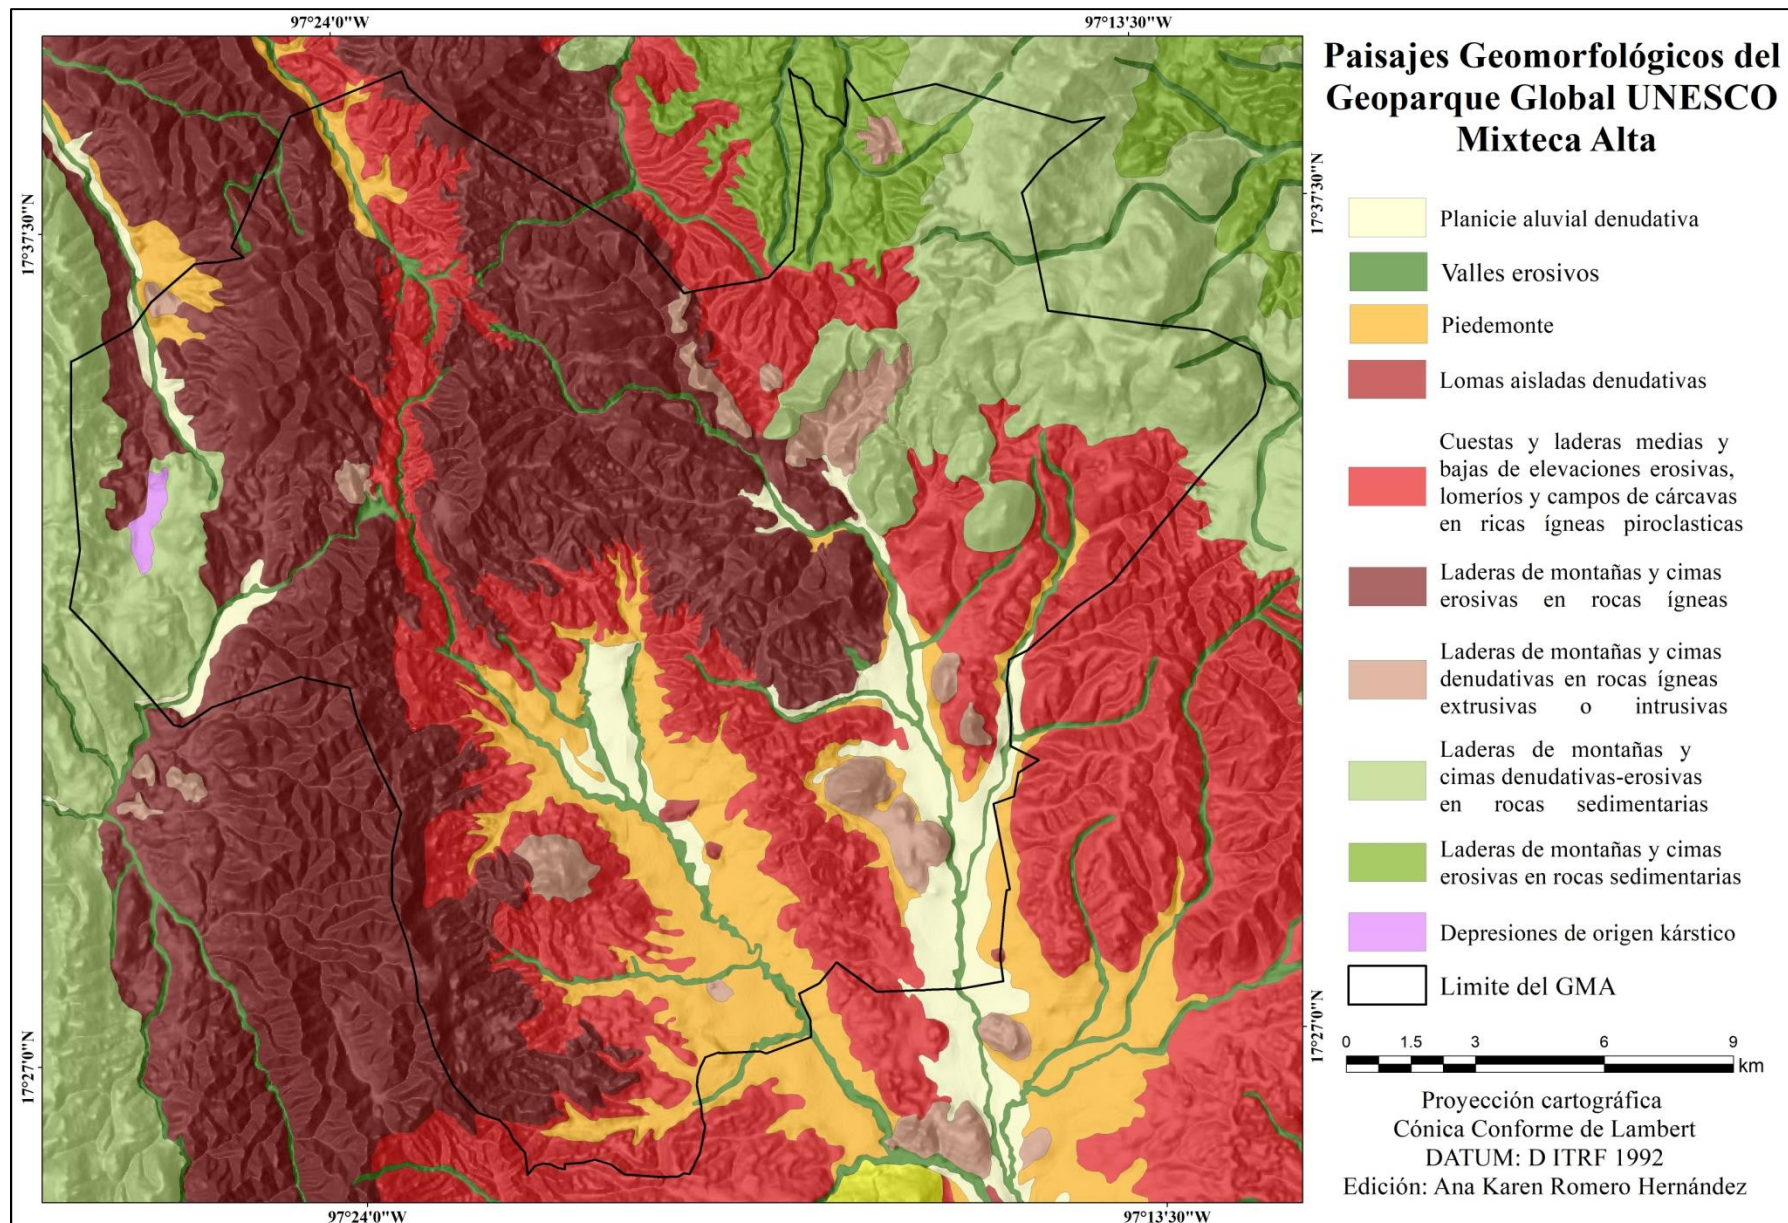 97°24'0"W
97°13'30"W
17°37'30"N
17°37'30"N
17°27'0"N
17°27'0"N
97°24'0"W
97°13'30"W
Paisajes Geomorfológicos del
Geoparque Global UNESCO
Mixteca Alta
Planicie aluvial denudativa
Valles erosivos
Piedemonte
Lomas aisladas denudativas
Cuestas y laderas medias y
bajas de elevaciones erosivas,
lomeríos y campos de cárcavas
en ricas ígneas piroclasticas
Laderas de montañas y cimas
erosivas en rocas ígneas
Laderas de montañas y cimas
denudativas en rocas ígneas
extrusivas o intrusivas
Laderas de montañas y
cimas denudativas-erosivas
en rocas sedimentarias
Laderas de montañas y cimas
erosivas en rocas sedimentarias
Depresiones de origen kárstico
Limite del GMA
0 1.5 3 6 9
km
Proyección cartográfica
Cónica Conforme de Lambert
DATUM: D ITRF 1992
Edición: Ana Karen Romero Hernández